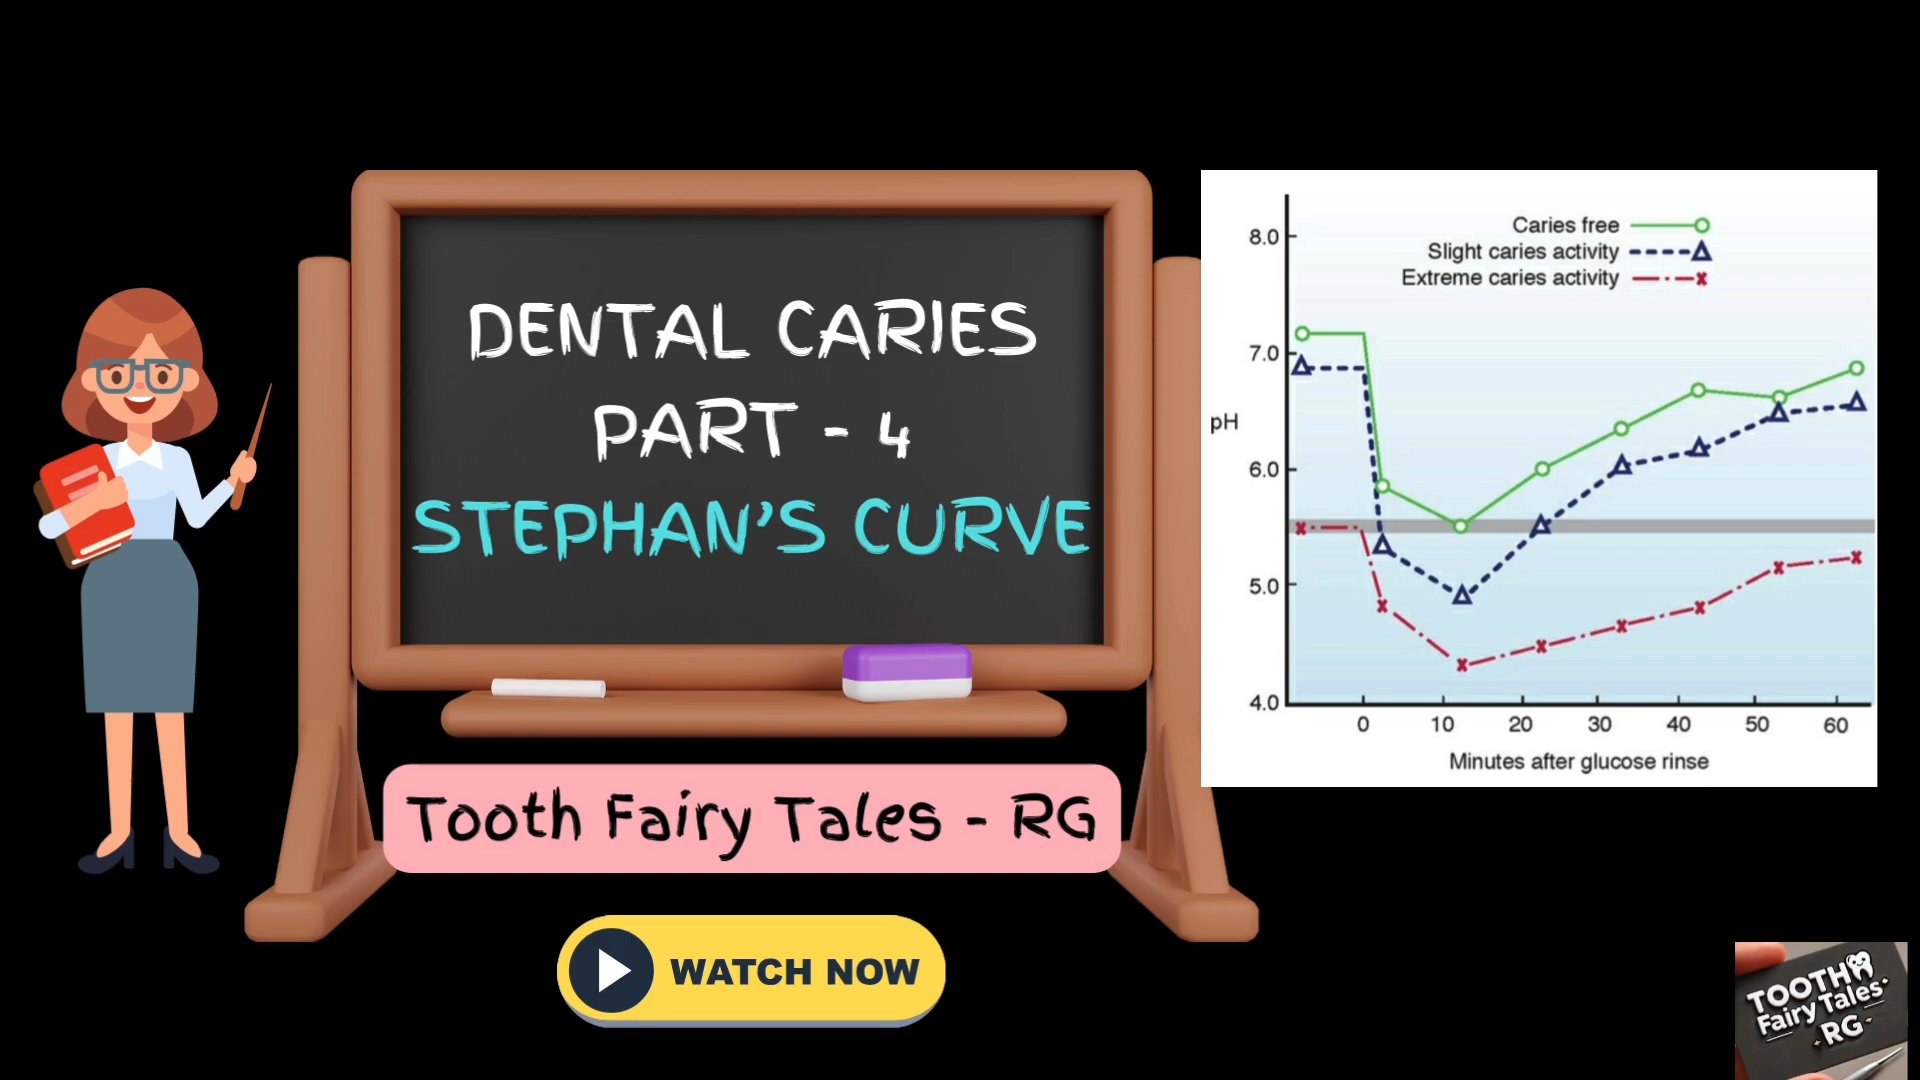 DENTAL CARIES
PART - 4
STEPHAN'S CURVE
Tooth Fairy Tales - RG
WATCH NOW
Caries free
Slight caries activity
Extreme caries activity
8.0
7.0
pH
6.0
5.0
4.0
0 10 20 30 40 50 60
Minutes after glucose rinse
TOOTH
Fairy Tales
RG